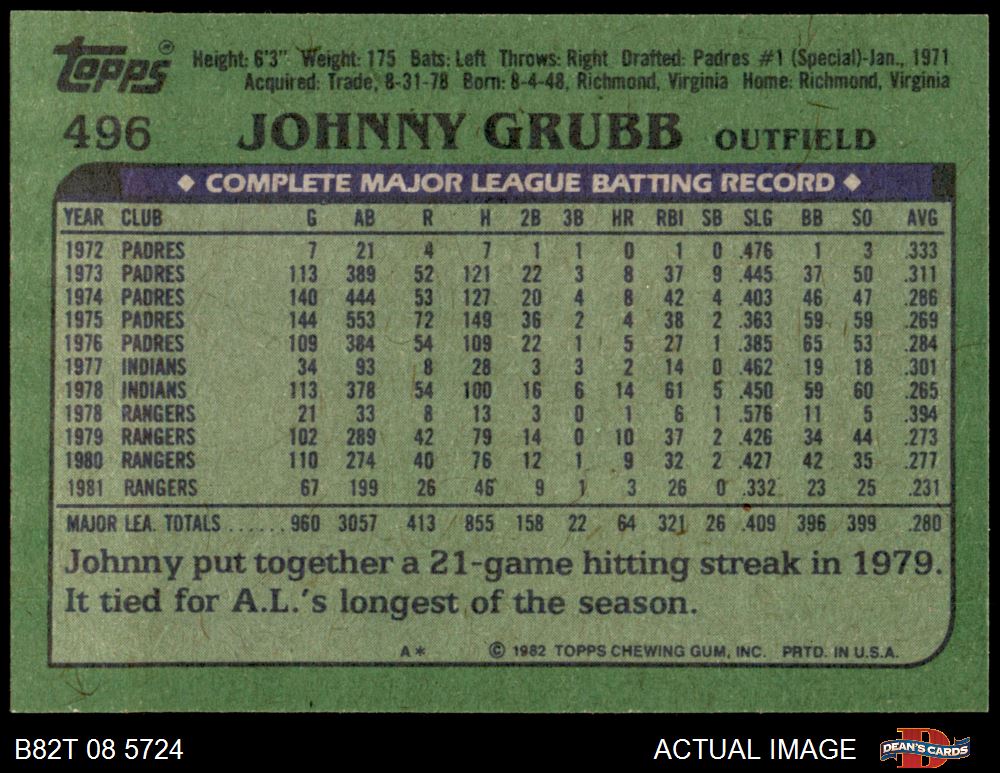 Topps®
Height: 6'3" Weight: 175 Bats: Left Throws: Right Drafted: Padres #1 (Special)-Jan., 1971
Acquired: Trade, 8-31-78 Born: 8-4-48, Richmond, Virginia Home: Richmond, Virginia
496 JOHNNY GRUBB OUTFIELD
◆ COMPLETE MAJOR LEAGUE BATTING RECORD ◆
YEAR CLUB G AB R H 2B 3B HR RBI SB SLG BB SO AVG
1972 PADRES 7 21 4 7 1 1 0 1 0 .476 1 3 .333
1973 PADRES 113 389 52 121 22 3 8 37 9 .445 37 50 .311
1974 PADRES 140 444 53 127 20 4 8 42 4 .403 46 47 .286
1975 PADRES 144 553 72 149 36 2 4 38 2 .363 59 59 .269
1976 PADRES 109 384 54 109 22 1 5 27 1 .385 65 53 .284
1977 INDIANS 34 93 8 28 3 3 2 14 0 .462 19 18 .301
1978 INDIANS 113 378 54 100 16 6 14 61 5 .450 59 60 .265
1978 RANGERS 21 33 8 13 3 0 1 6 1 .576 11 5 .394
1979 RANGERS 102 289 42 79 14 0 10 37 2 .426 34 44 .273
1980 RANGERS 110 274 40 76 12 1 9 32 2 .427 42 35 .277
1981 RANGERS 67 199 26 46 9 1 3 26 0 .332 23 25 .231
MAJOR LEA. TOTALS ...... 960 3057 413 855 158 22 64 321 26 .409 396 399 .280
Johnny put together a 21-game hitting streak in 1979.
It tied for A.L.'s longest of the season.
A* © 1982 TOPPS CHEWING GUM, INC. PRTD. IN U.S.A.
B82T 08 5724 ACTUAL IMAGE DEAN'S CARDS